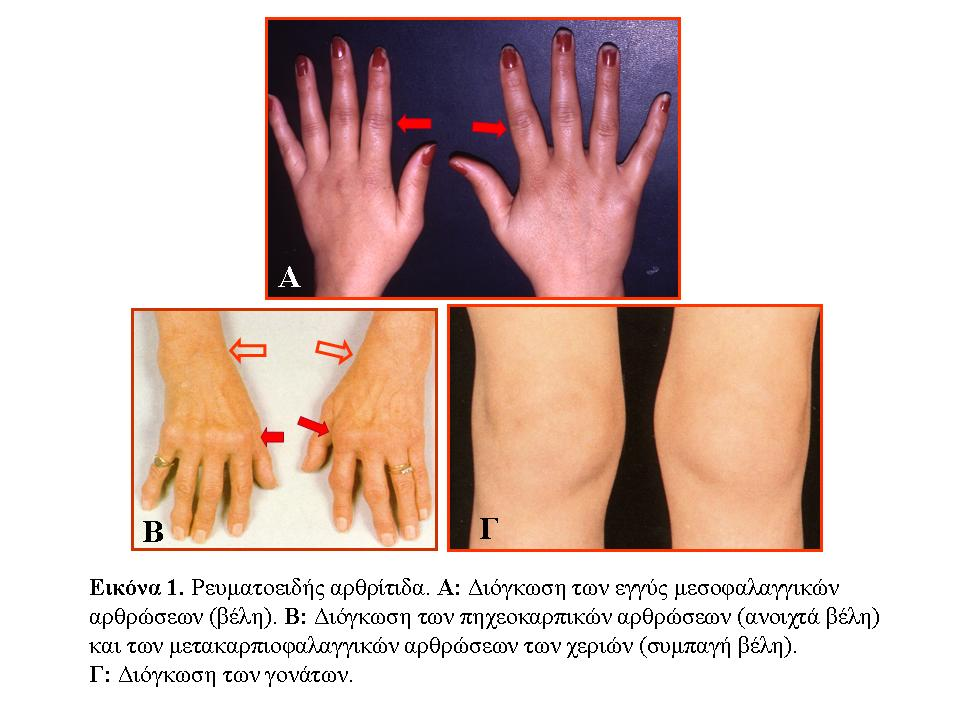 Α
Β
Γ
Εικόνα 1. Ρευματοειδής αρθρίτιδα. Α: Διόγκωση των εγγύς μεσοφαλαγγικών
αρθρώσεων (βέλη). Β: Διόγκωση των πηχεοκαρπικών αρθρώσεων (ανοιχτά βέλη)
και των μετακαρπιοφαλαγγικών αρθρώσεων των χεριών (συμπαγή βέλη).
Γ: Διόγκωση των γονάτων.